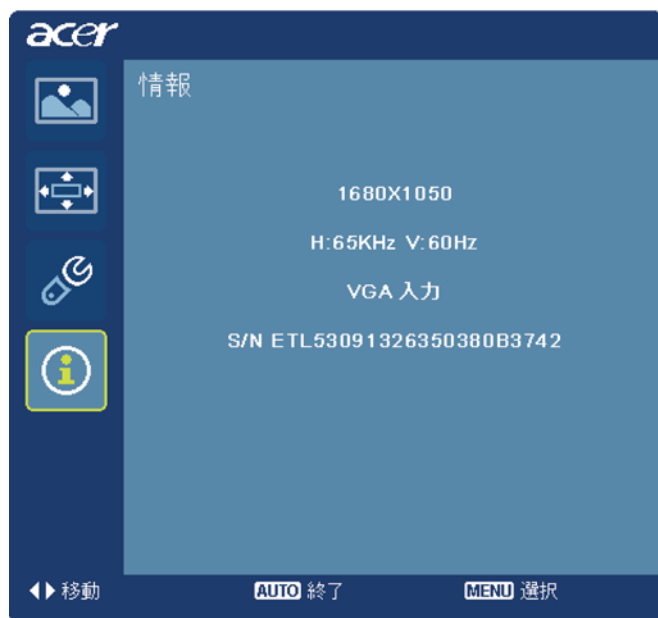 acer
情報
1680X1050
H:65KHz V:60Hz
VGA 入力
S/N ETL53091326350380B3742
移動 AUTO 終了 MENU 選択